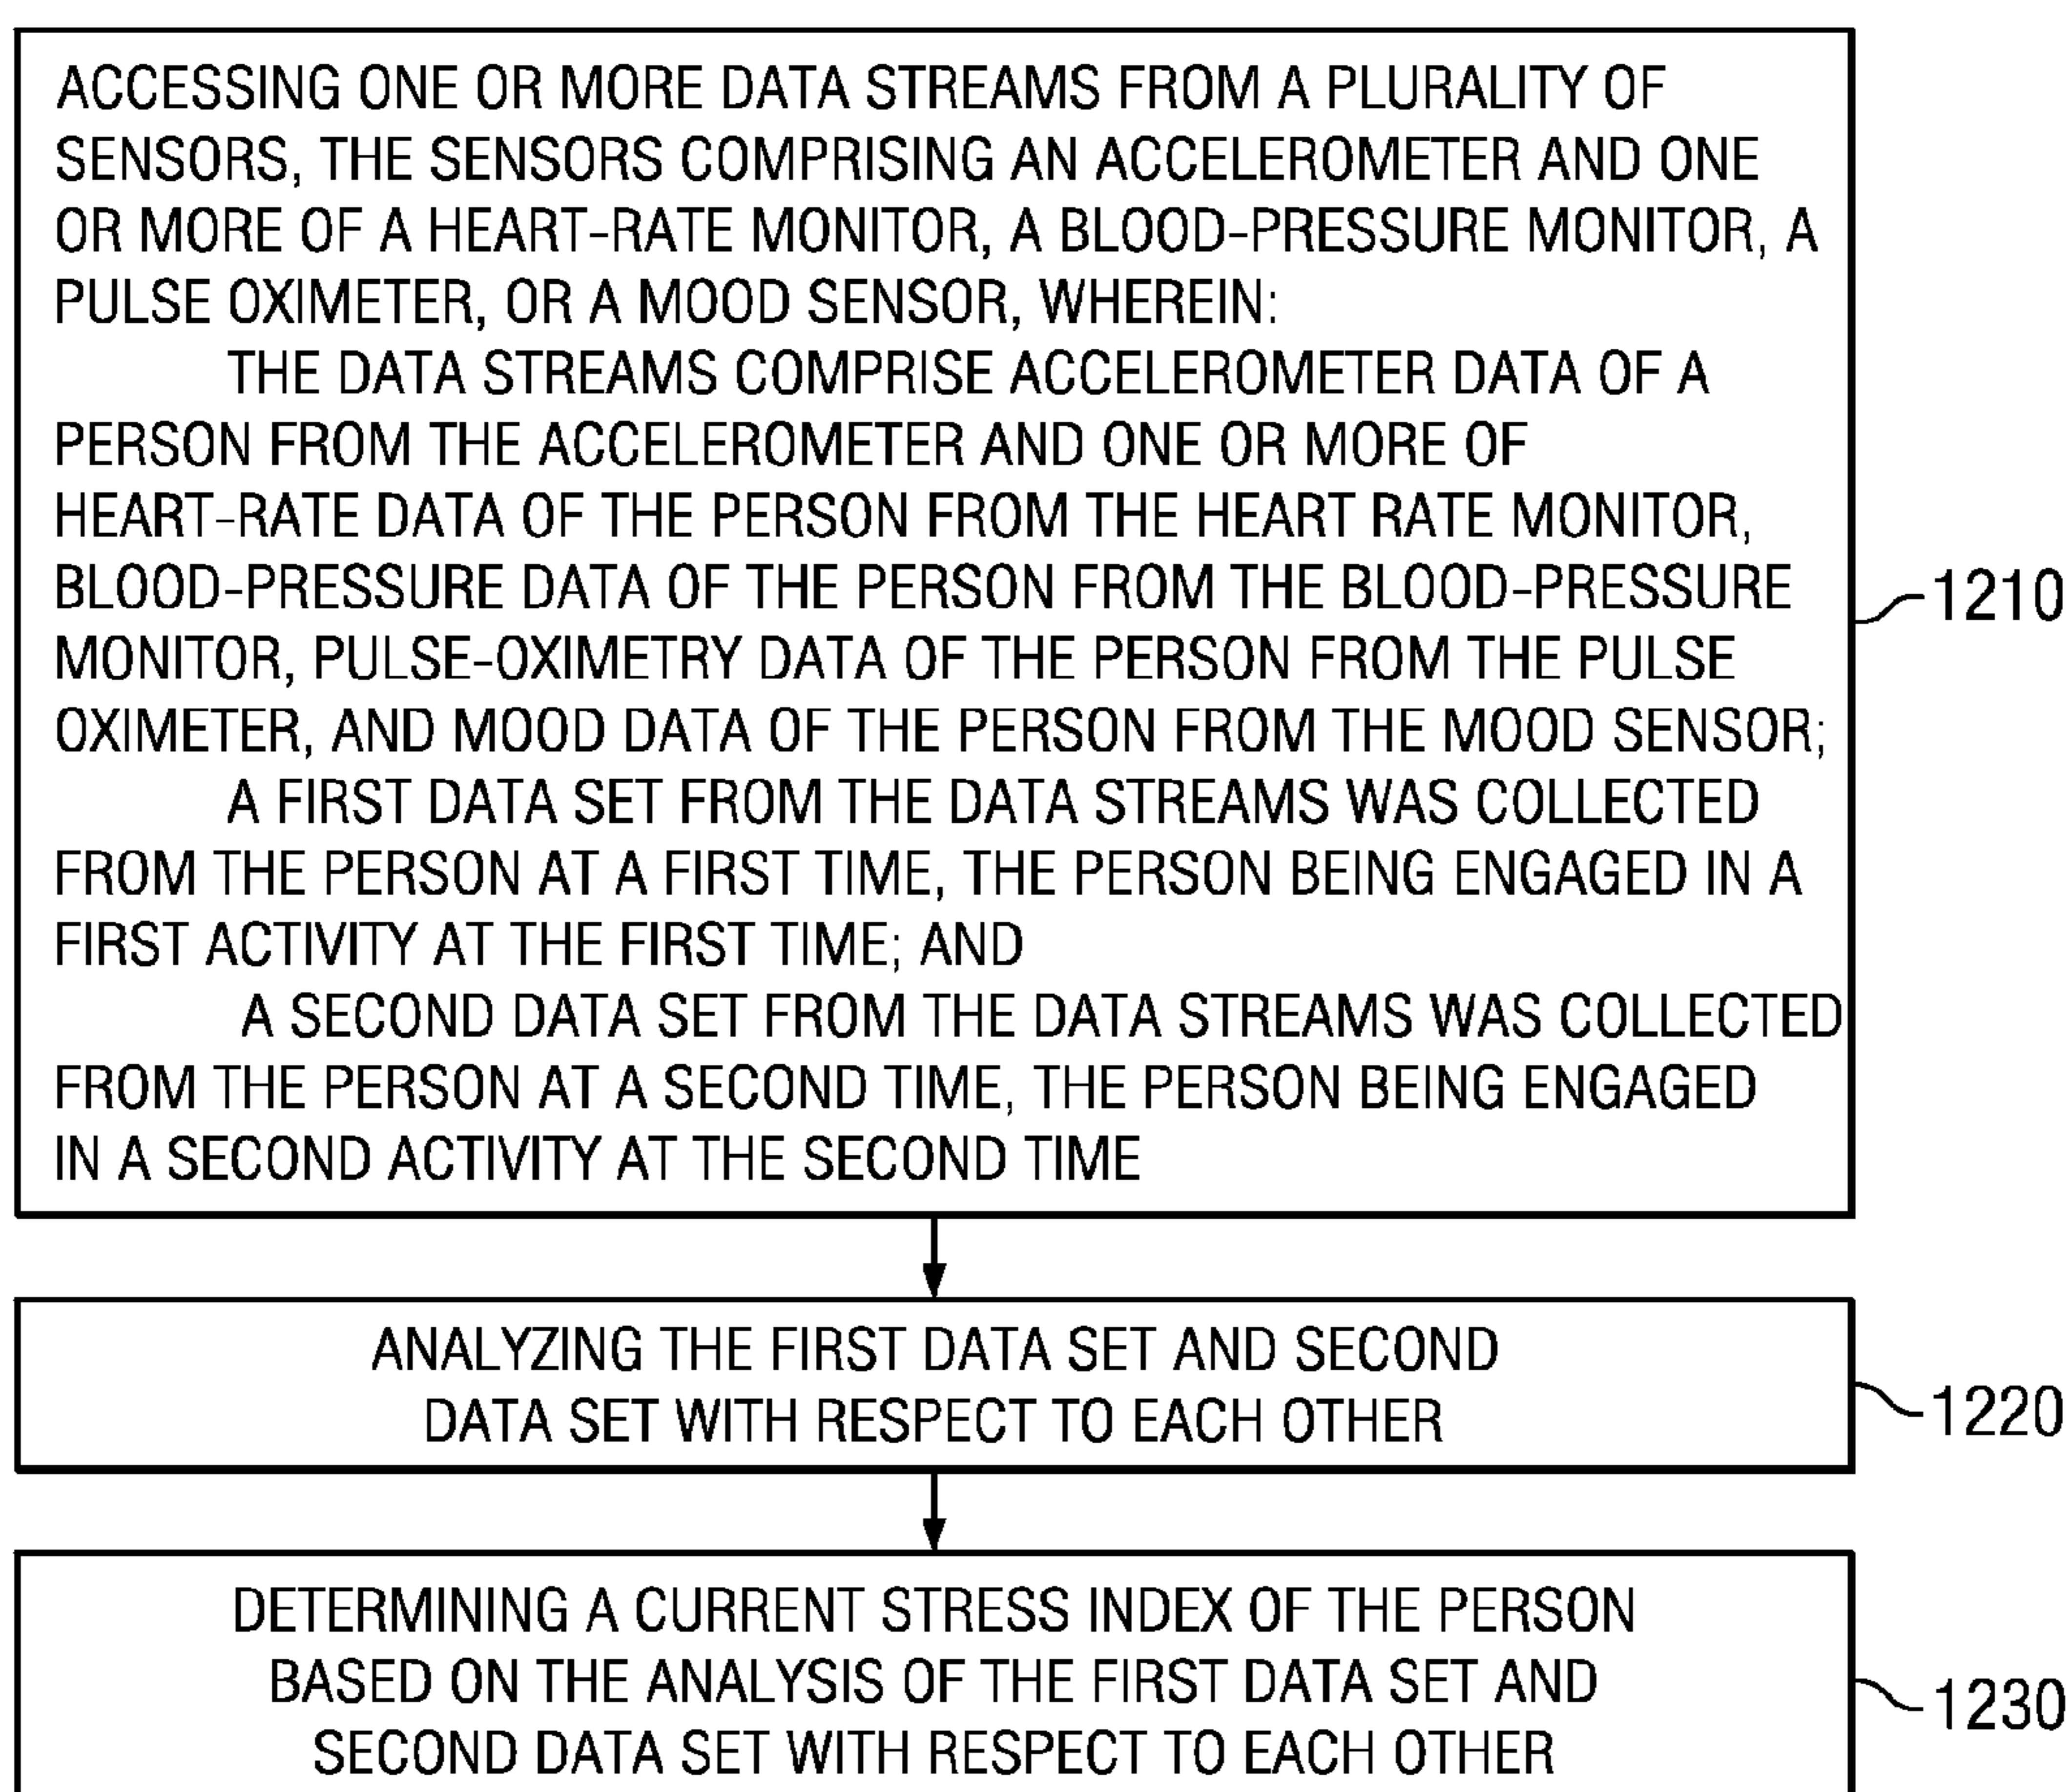 ACCESSING ONE OR MORE DATA STREAMS FROM A PLURALITY OF
SENSORS, THE SENSORS COMPRISING AN ACCELEROMETER AND ONE
OR MORE OF A HEART-RATE MONITOR, A BLOOD-PRESSURE MONITOR, A
PULSE OXIMETER, OR A MOOD SENSOR, WHEREIN:
THE DATA STREAMS COMPRISE ACCELEROMETER DATA OF A
PERSON FROM THE ACCELEROMETER AND ONE OR MORE OF
HEART-RATE DATA OF THE PERSON FROM THE HEART RATE MONITOR,
BLOOD-PRESSURE DATA OF THE PERSON FROM THE BLOOD-PRESSURE
MONITOR, PULSE-OXIMETRY DATA OF THE PERSON FROM THE PULSE
OXIMETER, AND MOOD DATA OF THE PERSON FROM THE MOOD SENSOR;
A FIRST DATA SET FROM THE DATA STREAMS WAS COLLECTED
FROM THE PERSON AT A FIRST TIME, THE PERSON BEING ENGAGED IN A
FIRST ACTIVITY AT THE FIRST TIME; AND
A SECOND DATA SET FROM THE DATA STREAMS WAS COLLECTED
FROM THE PERSON AT A SECOND TIME, THE PERSON BEING ENGAGED
IN A SECOND ACTIVITY AT THE SECOND TIME
1210
ANALYZING THE FIRST DATA SET AND SECOND
DATA SET WITH RESPECT TO EACH OTHER
1220
DETERMINING A CURRENT STRESS INDEX OF THE PERSON
BASED ON THE ANALYSIS OF THE FIRST DATA SET AND
SECOND DATA SET WITH RESPECT TO EACH OTHER
1230